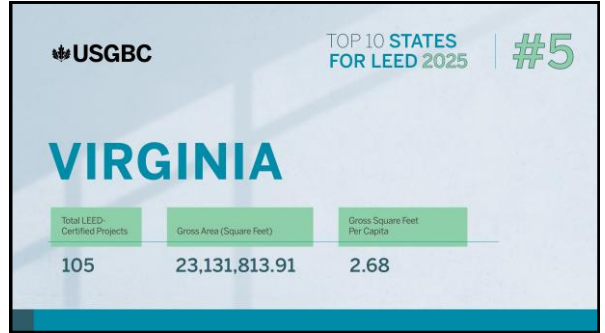 USGBC
TOP 10 STATES
FOR LEED 2025
#5
VIRGINIA
Total LEED-
Certified Projects
Gross Area (Square Feet)
Gross Square Feet
Per Capita
105
23,131,813.91
2.68